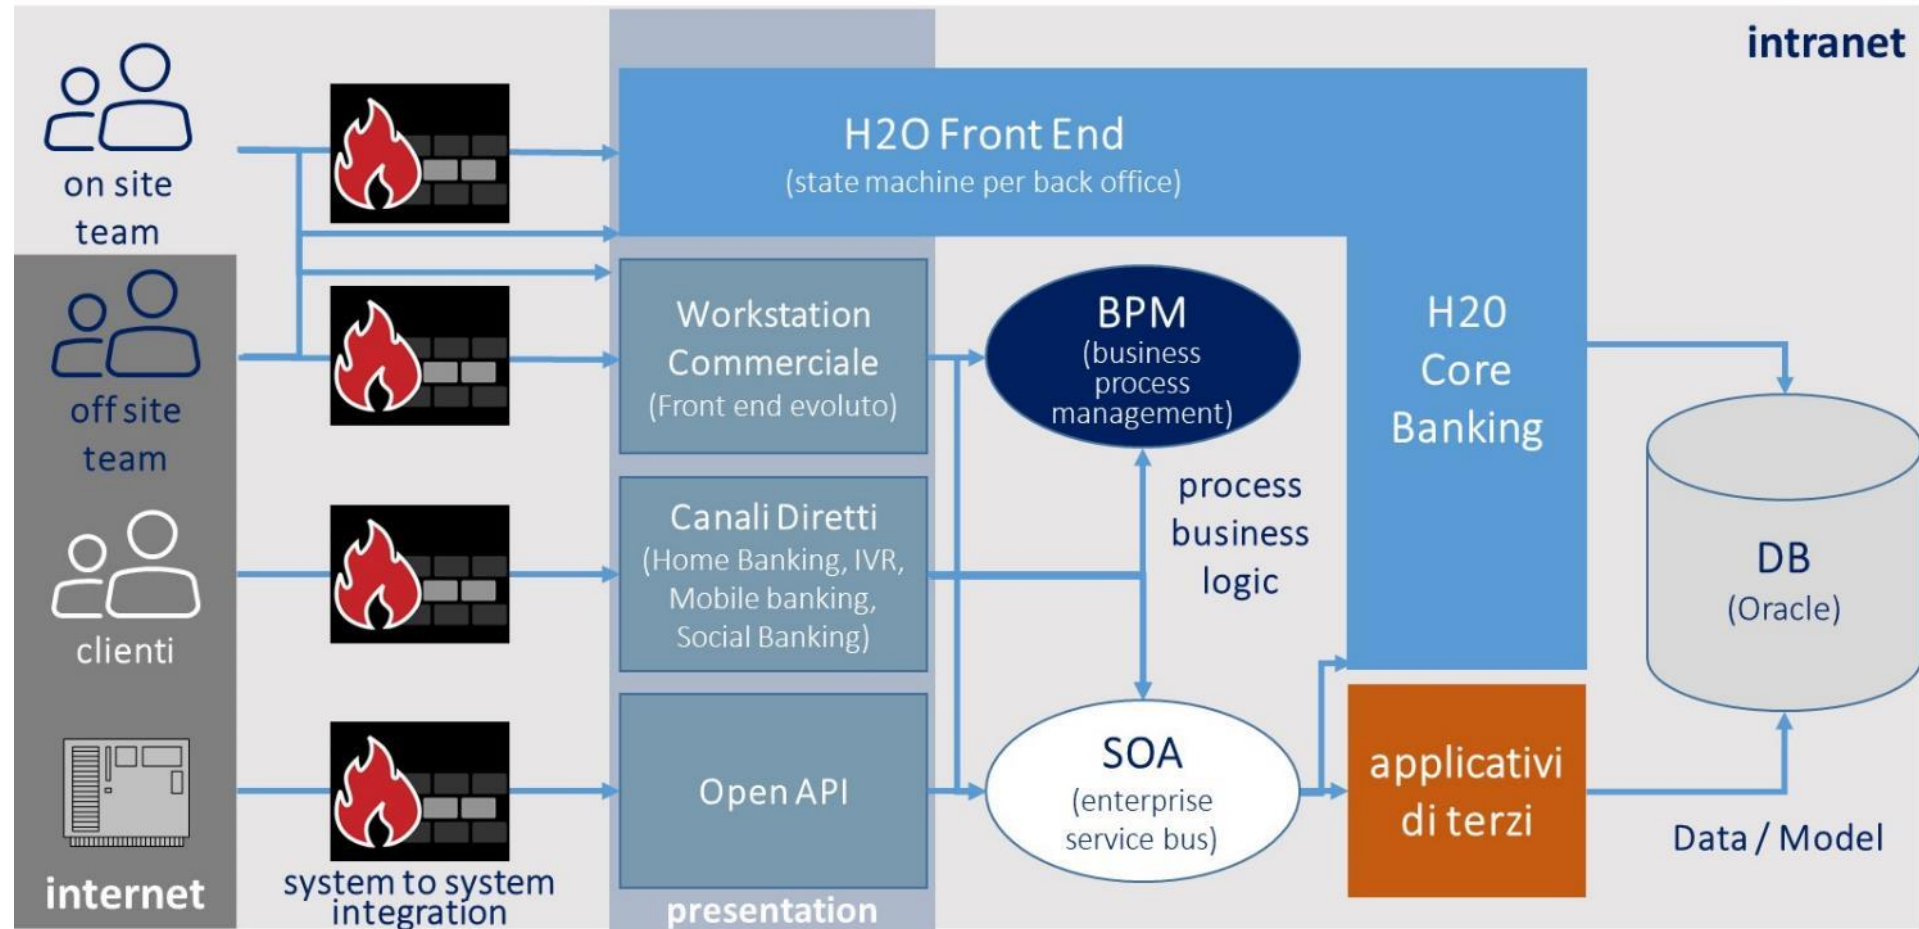 intranet
on site
team
off site
team
clienti
internet
system to system
integration
H2O Front End
(state machine per back office)
Workstation
Commerciale
(Front end evoluto)
Canali Diretti
(Home Banking, IVR,
Mobile banking,
Social Banking)
Open API
presentation
BPM
(business
process
management)
process
business
logic
SOA
(enterprise
service bus)
H20
Core
Banking
applicativi
di terzi
DB
(Oracle)
Data / Model